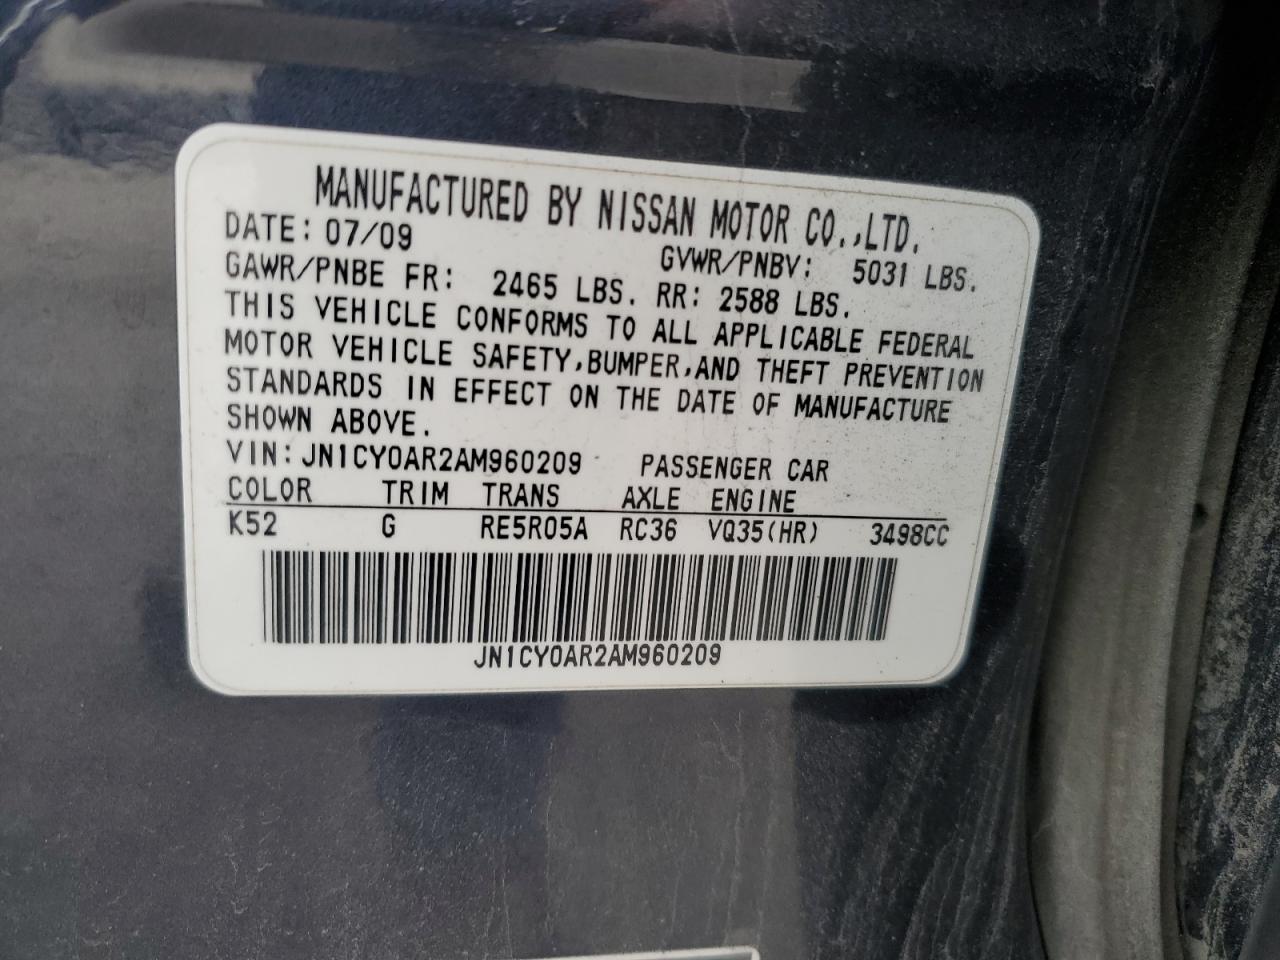 MANUFACTURED BY NISSAN MOTOR CO.,LTD.
DATE: 07/09 GVWR/PNBV: 5031 LBS.
GAWR/PNBE FR: 2465 LBS. RR: 2588 LBS.
THIS VEHICLE CONFORMS TO ALL APPLICABLE FEDERAL
MOTOR VEHICLE SAFETY,BUMPER,AND THEFT PREVENTION
STANDARDS IN EFFECT ON THE DATE OF MANUFACTURE
SHOWN ABOVE.
VIN: JN1CY0AR2AM960209 PASSENGER CAR
COLOR TRIM TRANS AXLE ENGINE
K52 G RE5R05A RC36 VQ35(HR) 3498CC
JN1CY0AR2AM960209